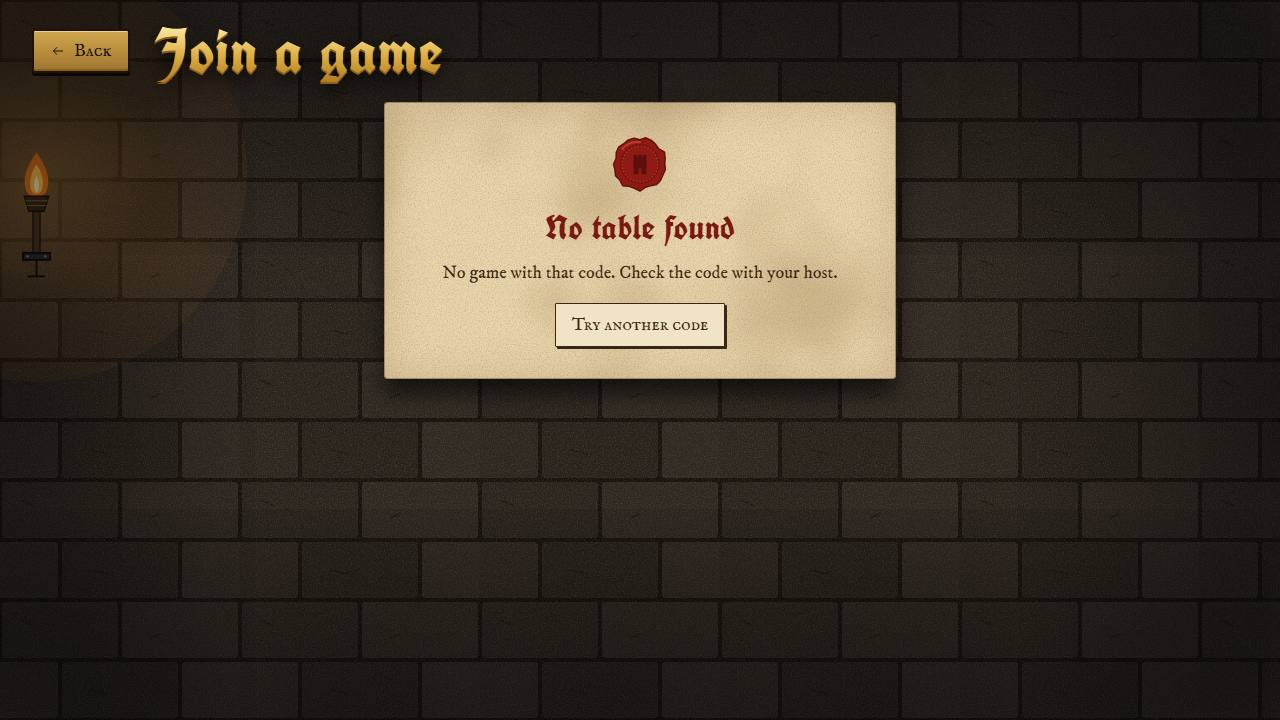 ← Back
Join a game
No table found
No game with that code. Check the code with your host.
Try another code